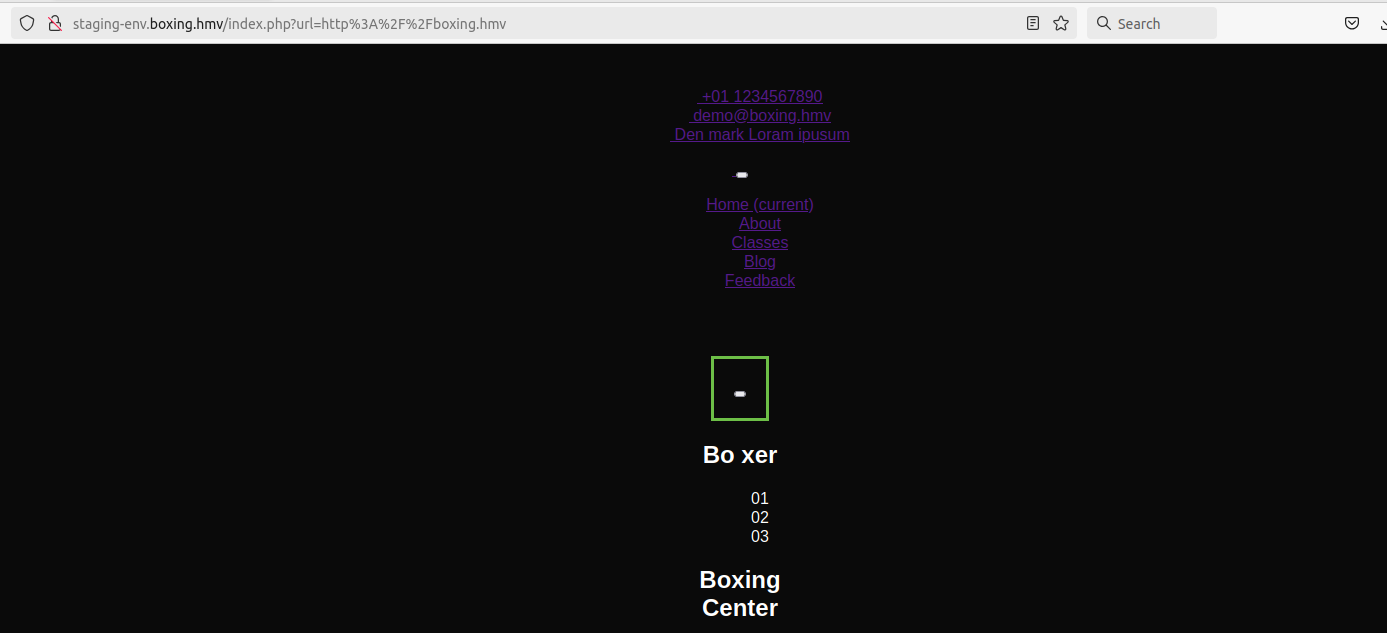 staging-env.boxing.hmv/index.php?url=http%3A%2F%2Fboxing.hmv
Search
+01 1234567890
demo@boxing.hmv
Den mark Loram ipusum
Home (current)
About
Classes
Blog
Feedback
Bo xer
01
02
03
Boxing
Center